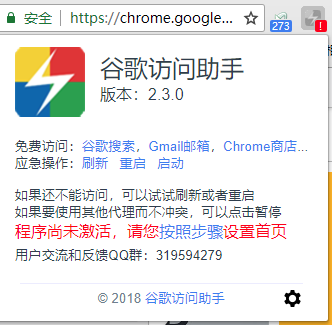 安全 https://chrome.google...
273
!
谷歌访问助手
版本：2.3.0
免费访问：谷歌搜索，Gmail邮箱，Chrome商店...
应急操作：刷新 重启 启动
如果还不能访问，可以试试刷新或者重启
如果要使用其他代理而不冲突，可以点击暂停
程序尚未激活，请您按照步骤设置首页
用户交流和反馈QQ群：319594279
© 2018 谷歌访问助手